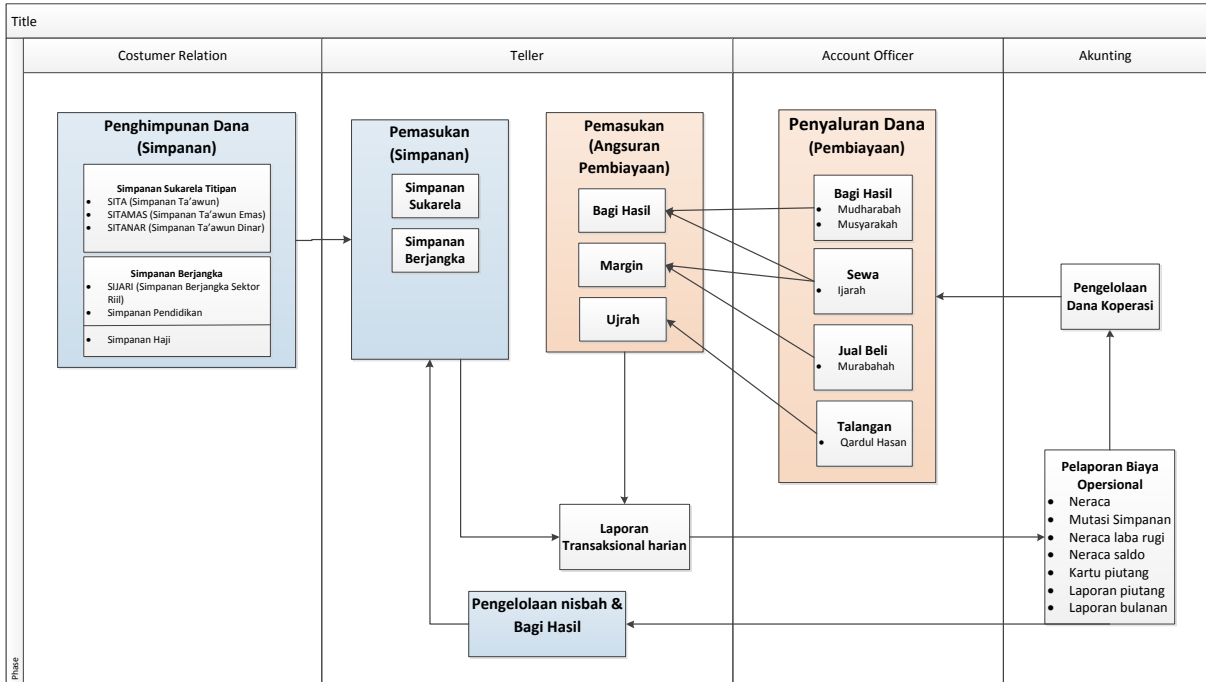 Title
Costumer Relation
Teller
Account Officer
Akunting
Penghimpunan Dana
(Simpanan)
Simpanan Sukarela Titipan
• SITA (Simpanan Ta'awun)
• SITAMAS (Simpanan Ta'awun Emas)
• SITANAR (Simpanan Ta'awun Dinar)
Simpanan Berjangka
• SIJARI (Simpanan Berjangka Sektor
Riil)
• Simpanan Pendidikan
• Simpanan Haji
Pemasukan
(Simpanan)
Simpanan
Sukarela
Simpanan
Berjangka
Pemasukan
(Angsuran
Pembiayaan)
Bagi Hasil
Margin
Ujrah
Penyaluran Dana
(Pembiayaan)
Bagi Hasil
• Mudharabah
• Musyarakah
Sewa
• Ijarah
Jual Beli
• Murabahah
Talangan
• Qardul Hasan
Pengelolaan
Dana Koperasi
Pelaporan Biaya
Opersional
• Neraca
• Mutasi Simpanan
• Neraca laba rugi
• Neraca saldo
• Kartu piutang
• Laporan piutang
• Laporan bulanan
Laporan
Transaksional harian
Pengelolaan nisbah &
Bagi Hasil
Phase